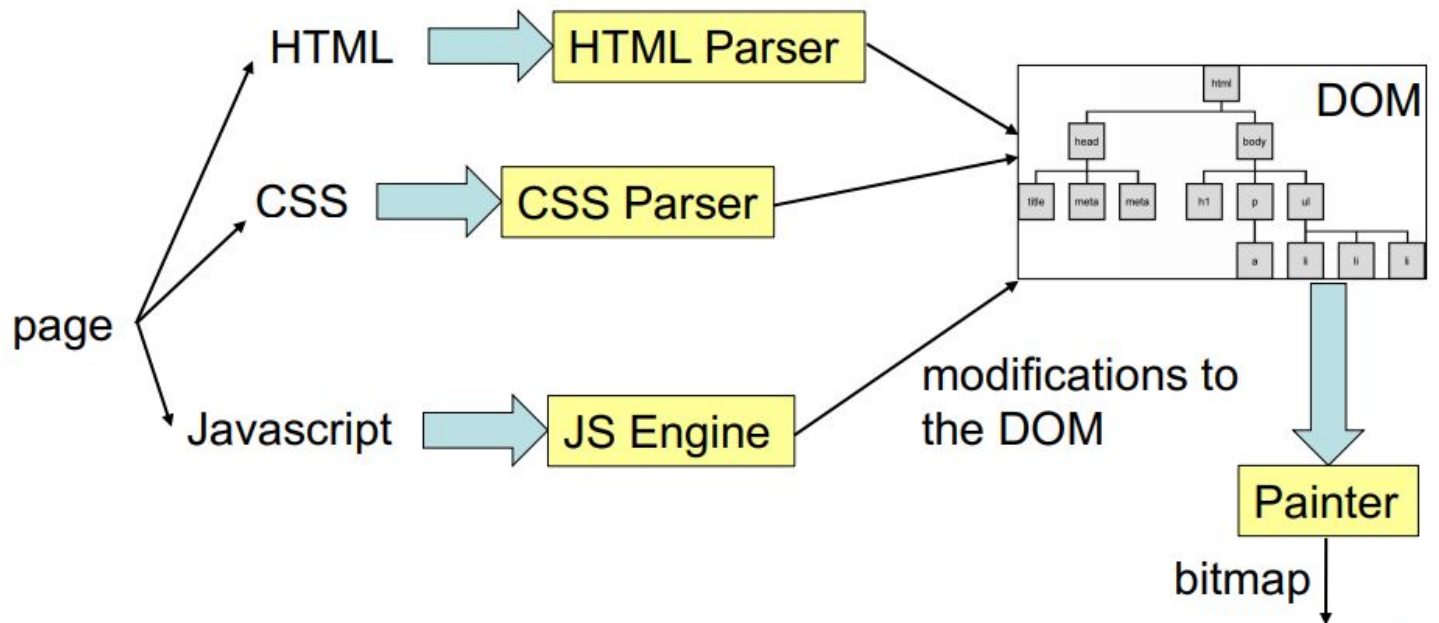 HTML
HTML Parser
DOM
html
head
body
CSS
CSS Parser
title
meta
meta
h1
p
ul
a
li
li
li
page
modifications to
the DOM
Javascript
JS Engine
Painter
bitmap